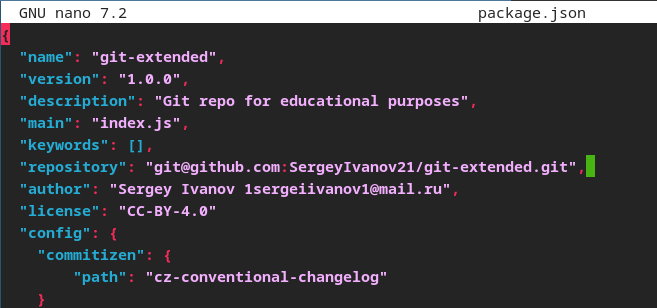 GNU nano 7.2 package.json
{
"name": "git-extended",
"version": "1.0.0",
"description": "Git repo for educational purposes",
"main": "index.js",
"keywords": [],
"repository": "git@github.com:SergeyIvanov21/git-extended.git",
"author": "Sergey Ivanov 1sergeiivanov1@mail.ru",
"license": "CC-BY-4.0"
"config": {
"commitizen": {
"path": "cz-conventional-changelog"
}